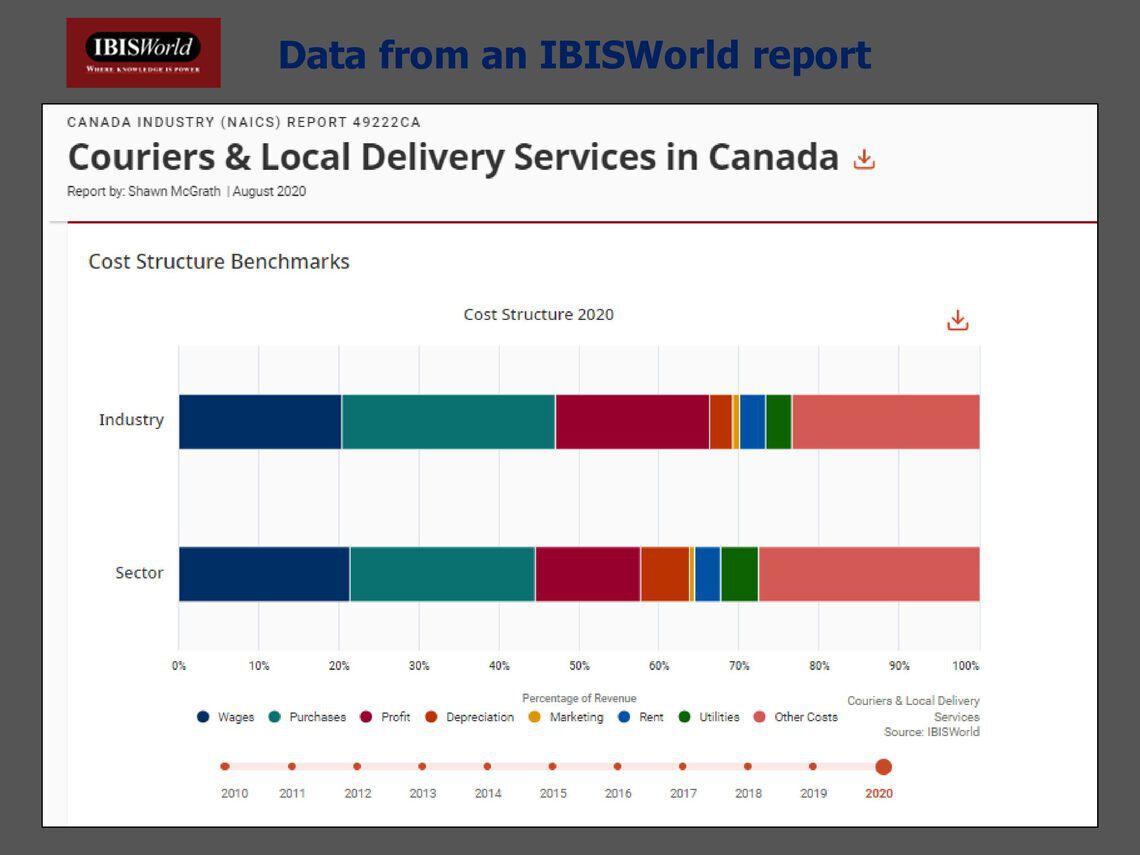 IBISWorld
WHERE KNOWLEDGE IS POWER
Data from an IBISWorld report
CANADA INDUSTRY (NAICS) REPORT 49222CA
Couriers & Local Delivery Services in Canada
Report by: Shawn McGrath | August 2020
Cost Structure Benchmarks
Cost Structure 2020
Industry
Sector
0% 10% 20% 30% 40% 50% 60% 70% 80% 90% 100%
Percentage of Revenue
Wages Purchases Profit Depreciation Marketing Rent Utilities Other Costs
Couriers & Local Delivery
Services
Source: IBISWorld
2010 2011 2012 2013 2014 2015 2016 2017 2018 2019 2020